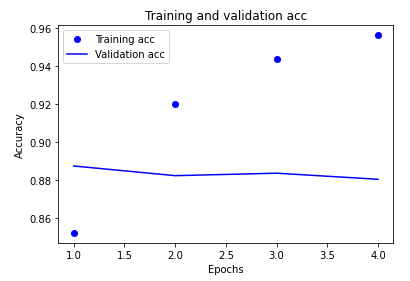 Training and validation acc
Training acc
Validation acc
Accuracy
0.96
0.94
0.92
0.90
0.88
0.86
1.0 1.5 2.0 2.5 3.0 3.5 4.0
Epochs